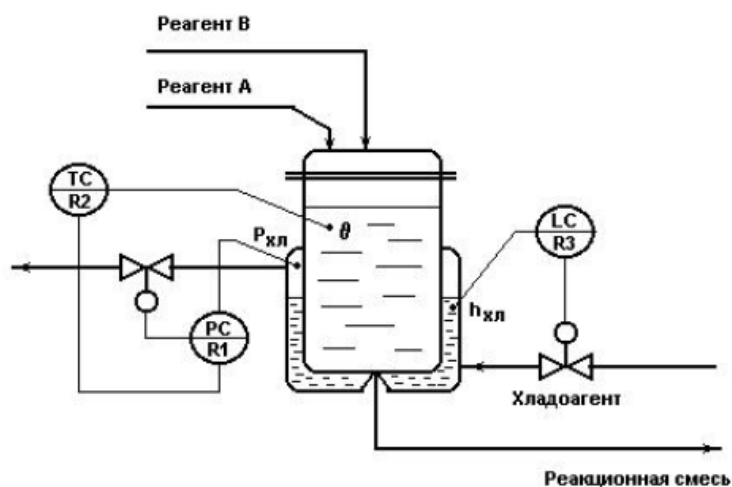 Реагент В
Реагент А
TC
R2
Pхл
θ
LC
R3
hхл
PC
R1
Хладоагент
Реакционная смесь